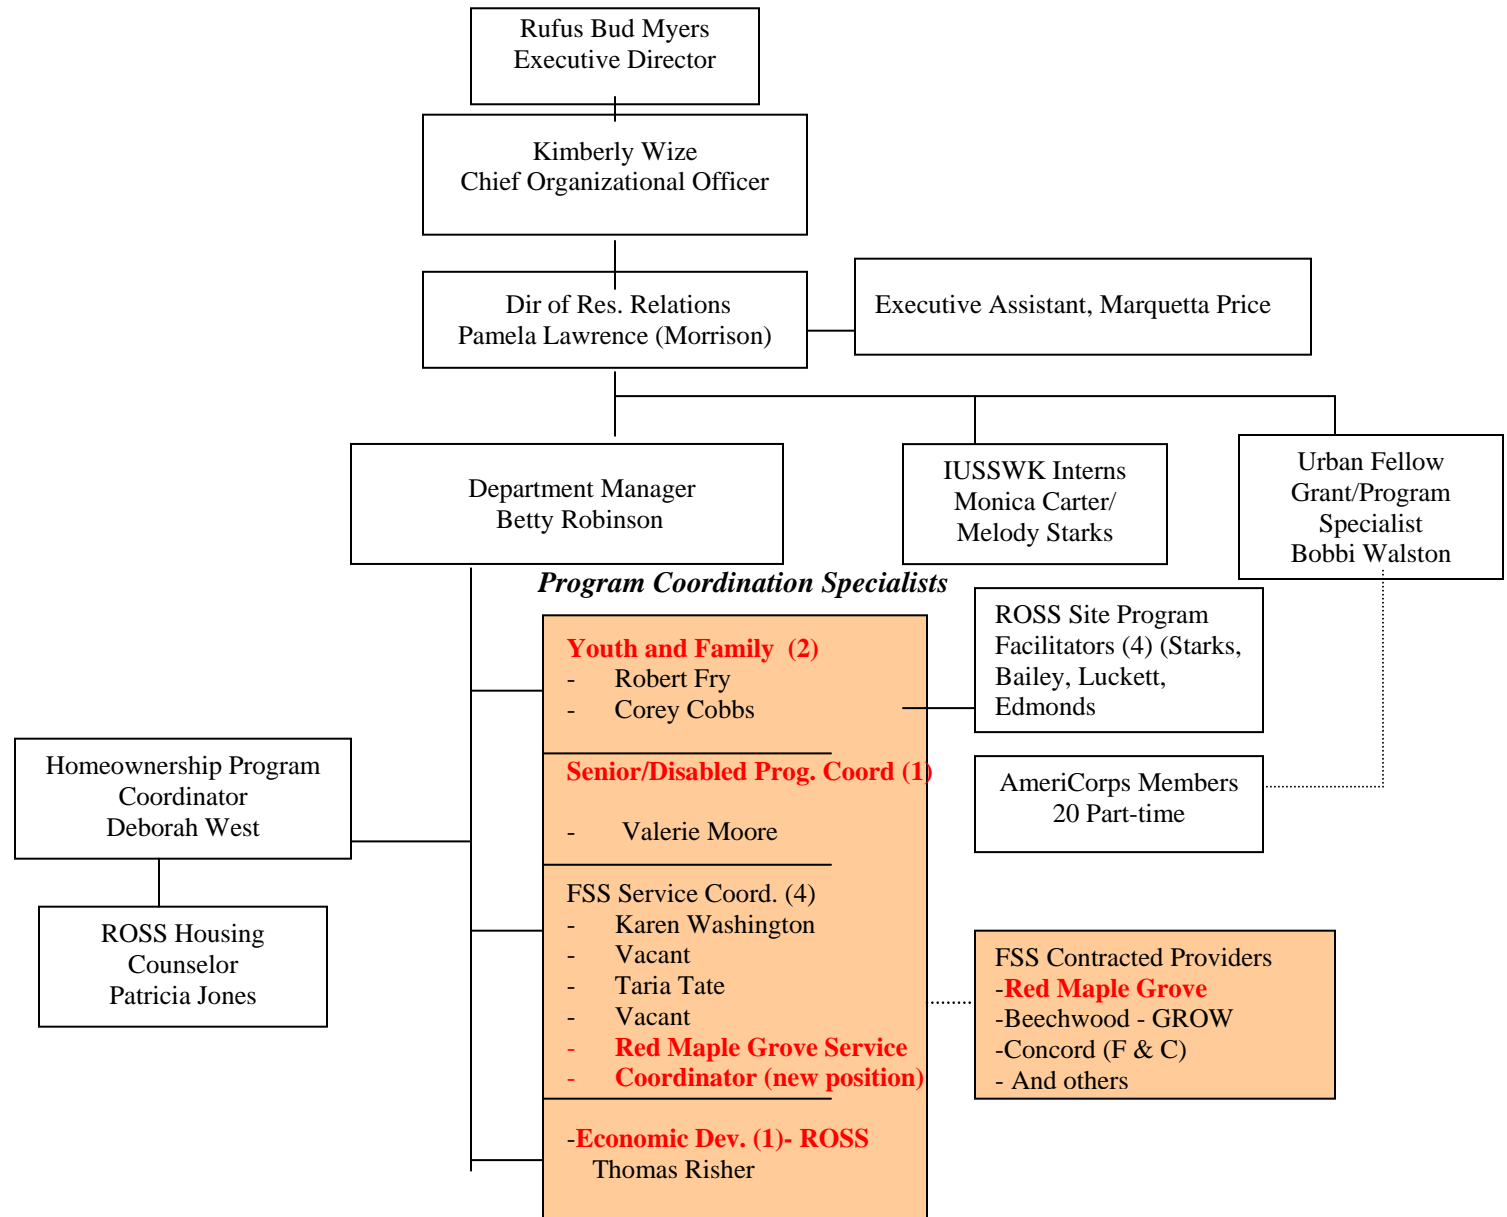 Rufus Bud Myers
Executive Director
Kimberly Wize
Chief Organizational Officer
Dir of Res. Relations
Pamela Lawrence (Morrison)
Executive Assistant, Marquetta Price
Department Manager
Betty Robinson
IUSSWK Interns
Monica Carter/
Melody Starks
Urban Fellow
Grant/Program
Specialist
Bobbi Walston
Program Coordination Specialists
Youth and Family (2)
- Robert Fry
- Corey Cobbs
Senior/Disabled Prog. Coord (1)
- Valerie Moore
FSS Service Coord. (4)
- Karen Washington
- Vacant
- Taria Tate
- Vacant
- Red Maple Grove Service
- Coordinator (new position)
-Economic Dev. (1)- ROSS
Thomas Risher
ROSS Site Program
Facilitators (4) (Starks,
Bailey, Luckett,
Edmonds
AmeriCorps Members
20 Part-time
Homeownership Program
Coordinator
Deborah West
ROSS Housing
Counselor
Patricia Jones
FSS Contracted Providers
-Red Maple Grove
-Beechwood - GROW
-Concord (F & C)
- And others